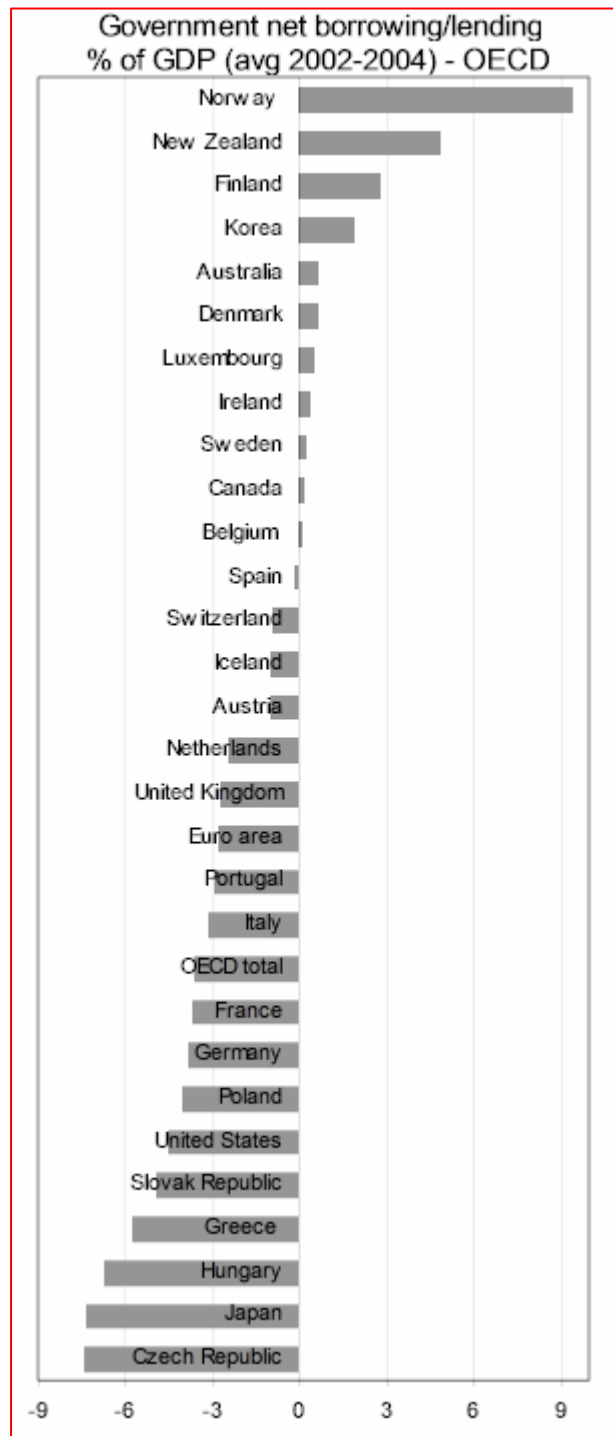 Government net borrowing/lending
% of GDP (avg 2002-2004) - OECD
Norway
New Zealand
Finland
Korea
Australia
Denmark
Luxembourg
Ireland
Sweden
Canada
Belgium
Spain
Switzerland
Iceland
Austria
Netherlands
United Kingdom
Euro area
Portugal
Italy
OECD total
France
Germany
Poland
United States
Slovak Republic
Greece
Hungary
Japan
Czech Republic
-9 -6 -3 0 3 6 9